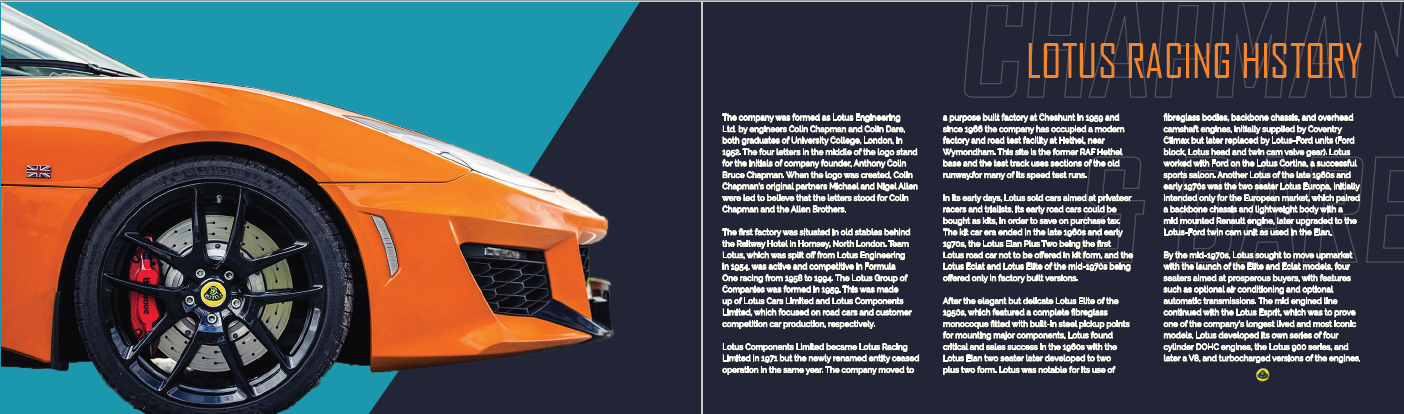 CHAPMAN
& DARE
LOTUS RACING HISTORY
The company was formed as Lotus Engineering
Ltd. by engineers Colin Chapman and Colin Dare,
both graduates of University College, London, in
1952. The four letters in the middle of the logo stand
for the initials of company founder, Anthony Colin
Bruce Chapman. When the logo was created, Colin
Chapman's original partners Michael and Nigel Allen
were led to believe that the letters stood for Colin
Chapman and the Allen Brothers.
The first factory was situated in old stables behind
the Railway Hotel in Hornsey, North London. Team
Lotus, which was split off from Lotus Engineering
in 1954, was active and competitive in Formula
One racing from 1958 to 1994. The Lotus Group of
Companies was formed in 1959. This was made
up of Lotus Cars Limited and Lotus Components
Limited, which focused on road cars and customer
competition car production, respectively.
Lotus Components Limited became Lotus Racing
Limited in 1971 but the newly renamed entity ceased
operation in the same year. The company moved to
a purpose built factory at Cheshunt in 1959 and
since 1966 the company has occupied a modern
factory and road test facility at Hethel, near
Wymondham. This site is the former RAF Hethel
base and the test track uses sections of the old
runway.for many of its speed test runs.
In its early days, Lotus sold cars aimed at privateer
racers and trialists. Its early road cars could be
bought as kits, in order to save on purchase tax.
The kit car era ended in the late 1960s and early
1970s, the Lotus Elan Plus Two being the first
Lotus road car not to be offered in kit form, and the
Lotus Eclat and Lotus Elite of the mid-1970s being
offered only in factory built versions.
After the elegant but delicate Lotus Elite of the
1950s, which featured a complete fibreglass
monocoque fitted with built-in steel pickup points
for mounting major components, Lotus found
critical and sales success in the 1960s with the
Lotus Elan two seater later developed to two
plus two form. Lotus was notable for its use of
fibreglass bodies, backbone chassis, and overhead
camshaft engines, initially supplied by Coventry
Climax but later replaced by Lotus-Ford units (Ford
block, Lotus head and twin cam valve gear). Lotus
worked with Ford on the Lotus Cortina, a successful
sports saloon. Another Lotus of the late 1960s and
early 1970s was the two seater Lotus Europa, initially
intended only for the European market, which paired
a backbone chassis and lightweight body with a
mid mounted Renault engine, later upgraded to the
Lotus-Ford twin cam unit as used in the Elan.
By the mid-1970s, Lotus sought to move upmarket
with the launch of the Elite and Eclat models, four
seaters aimed at prosperous buyers, with features
such as optional air conditioning and optional
automatic transmissions. The mid engined line
continued with the Lotus Esprit, which was to prove
one of the company's longest lived and most iconic
models. Lotus developed its own series of four
cylinder DOHC engines, the Lotus 900 series, and
later a V8, and turbocharged versions of the engines,